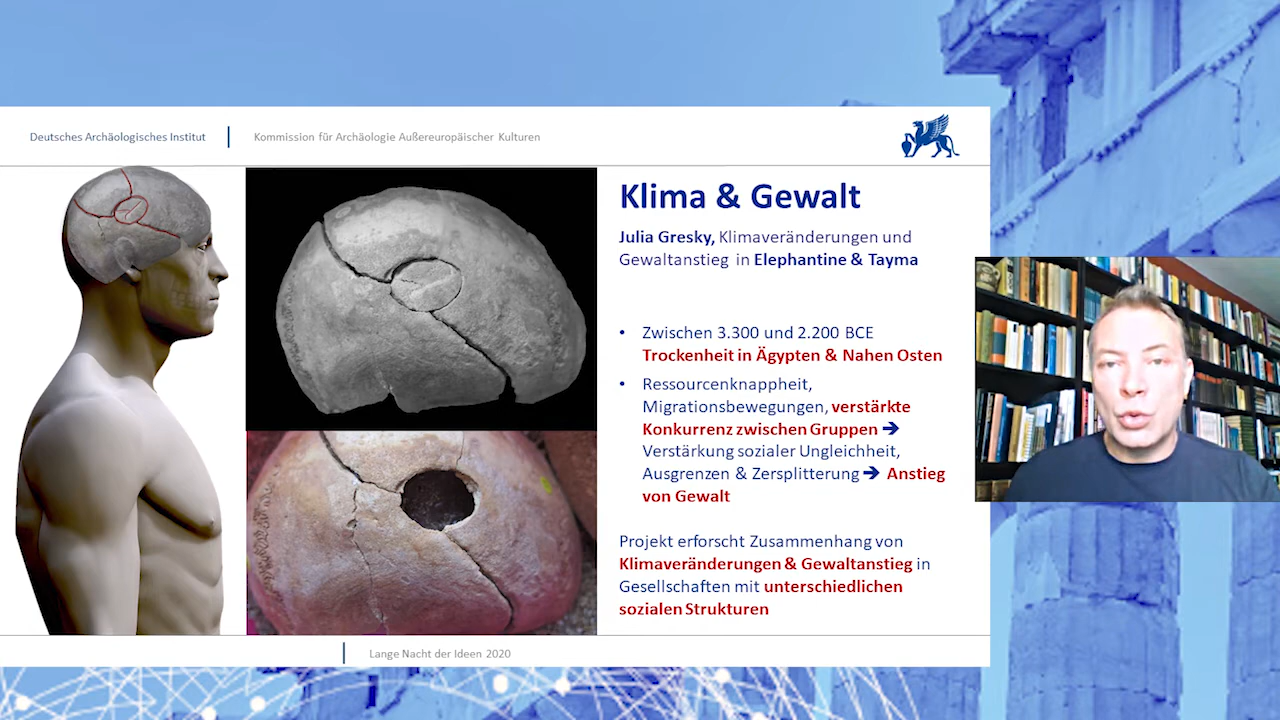 Deutsches Archäologisches Institut
Kommission für Archäologie Außereuropäischer Kulturen
Klima & Gewalt
Julia Gresky, Klimaveränderungen und
Gewaltanstieg in Elephantine & Tayma
• Zwischen 3.300 und 2.200 BCE
Trockenheit in Ägypten & Nahen Osten
• Ressourcenknappheit,
Migrationsbewegungen, verstärkte
Konkurrenz zwischen Gruppen ➔
Verstärkung sozialer Ungleichheit,
Ausgrenzen & Zersplitterung ➔ Anstieg
von Gewalt
Projekt erforscht Zusammenhang von
Klimaveränderungen & Gewaltanstieg in
Gesellschaften mit unterschiedlichen
sozialen Strukturen
Lange Nacht der Ideen 2020